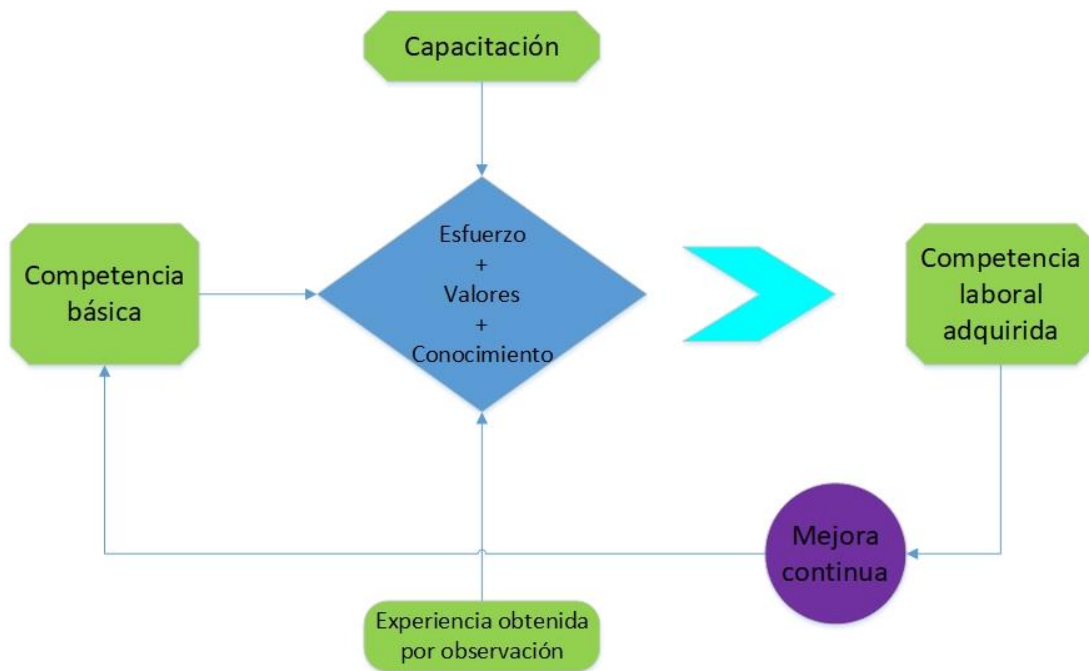 Capacitación
Esfuerzo
+
Valores
+
Conocimiento
Competencia
básica
Competencia
laboral
adquirida
Mejora
continua
Experiencia obtenida
por observación